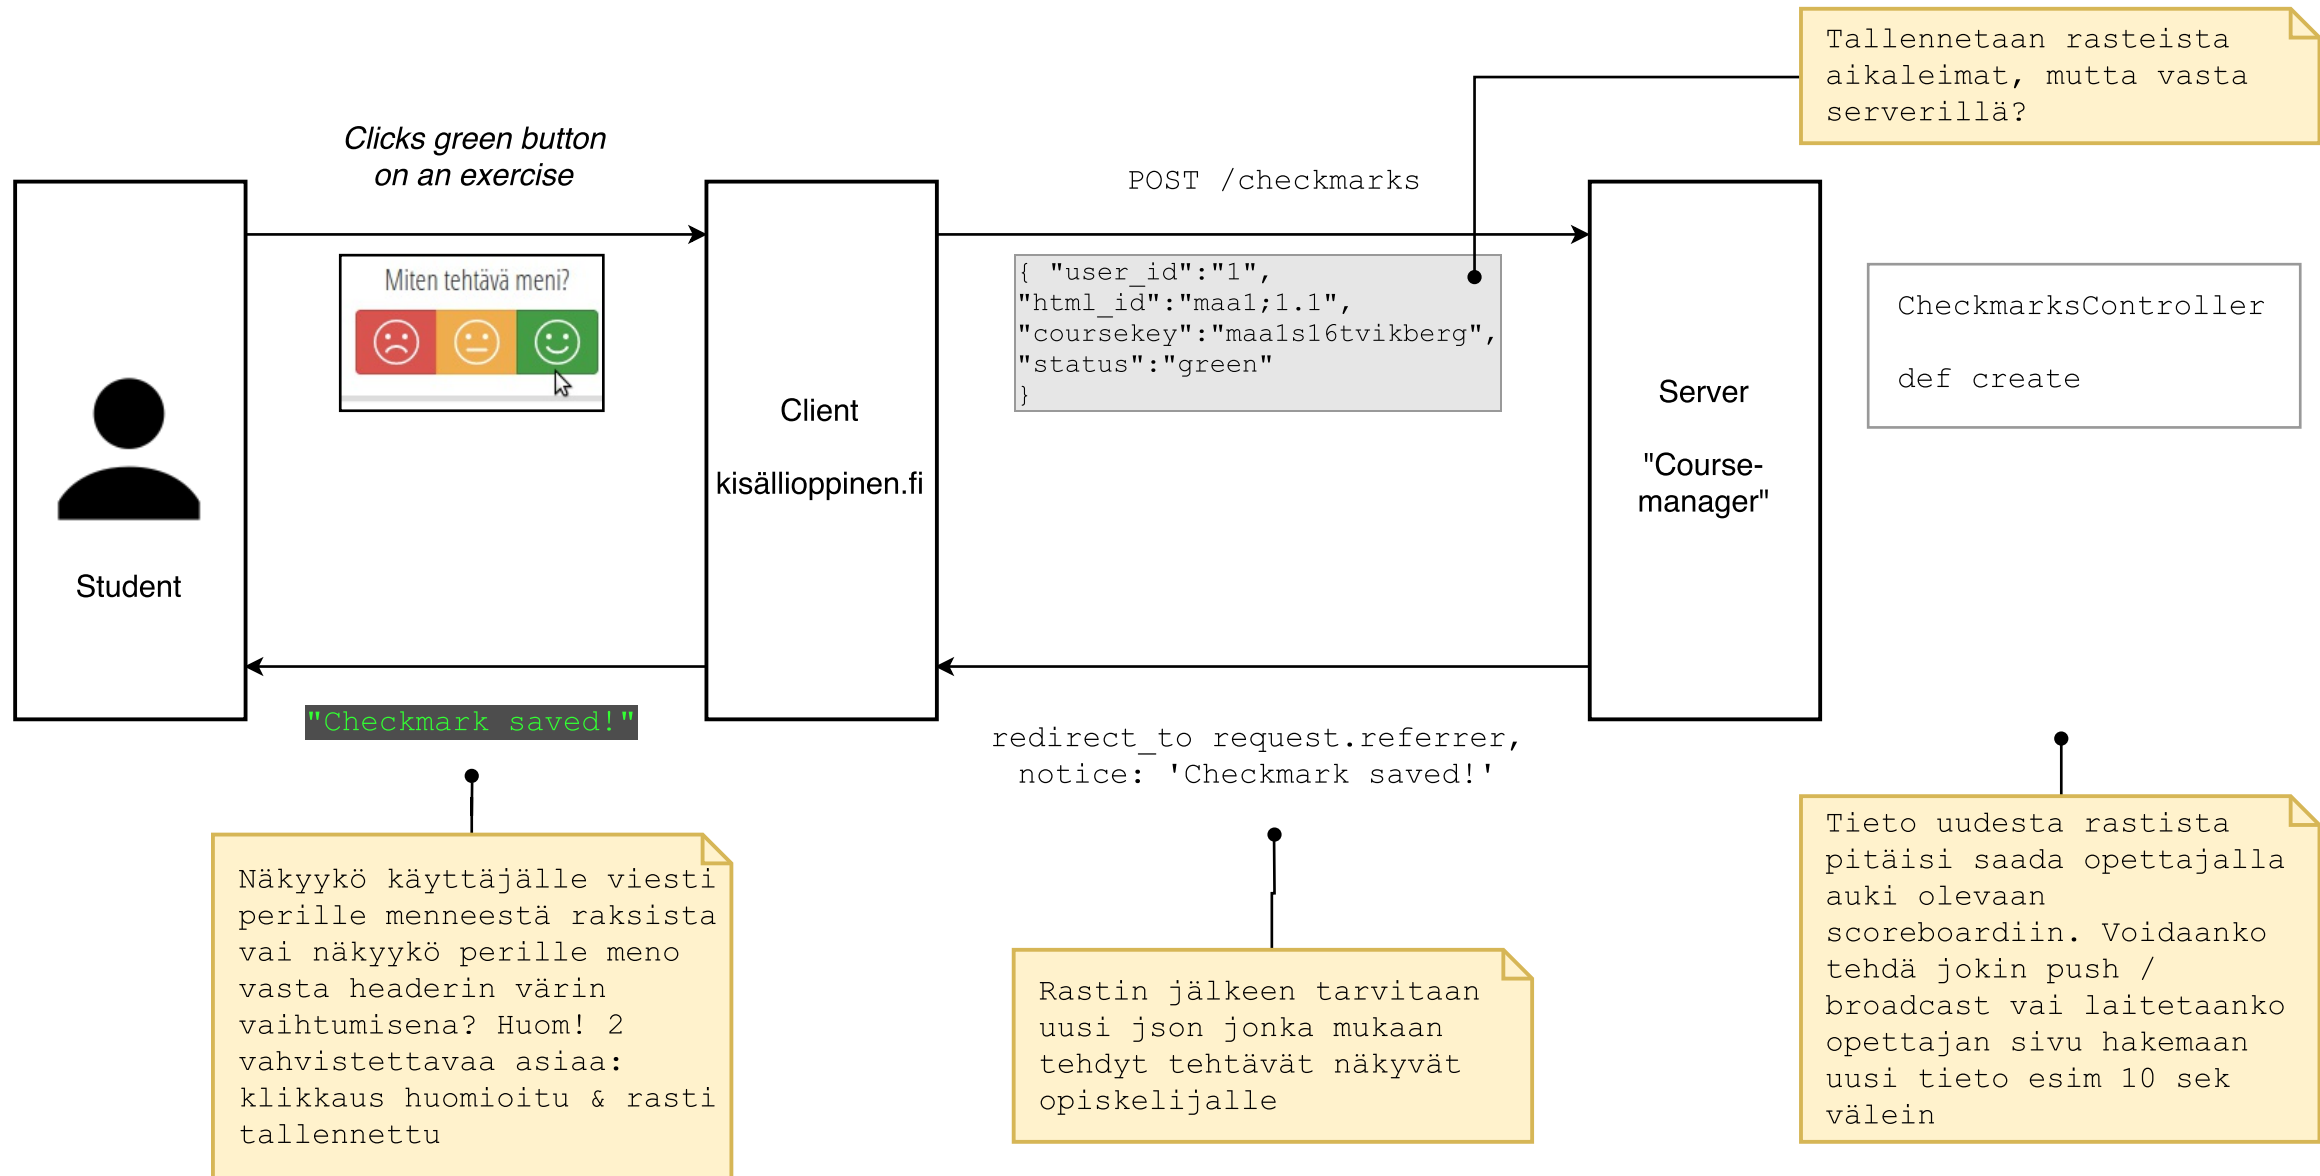 Tallennetaan rasteista
aikaleimat, mutta vasta
serverillä?
Clicks green button
on an exercise
POST /checkmarks
Miten tehtävä meni?
{ "user_id":"1",
"html_id":"maa1;1.1",
"coursekey":"maa1s16tvikberg",
"status":"green"
}
CheckmarksController
def create
Student
Client
kisällioppinen.fi
Server
"Course-
manager"
"Checkmark saved!"
redirect_to request.referrer,
notice: 'Checkmark saved!'
Näkyykö käyttäjälle viesti
perille menneestä raksista
vai näkyykö perille meno
vasta headerin värin
vaihtumisena? Huom! 2
vahvistettavaa asiaa:
klikkaus huomioitu & rasti
tallennettu
Rastin jälkeen tarvitaan
uusi json jonka mukaan
tehdyt tehtävät näkyvät
opiskelijalle
Tieto uudesta rastista
pitäisi saada opettajalla
auki olevaan
scoreboardiin. Voidaanko
tehdä jokin push /
broadcast vai laitetaanko
opettajan sivu hakemaan
uusi tieto esim 10 sek
välein